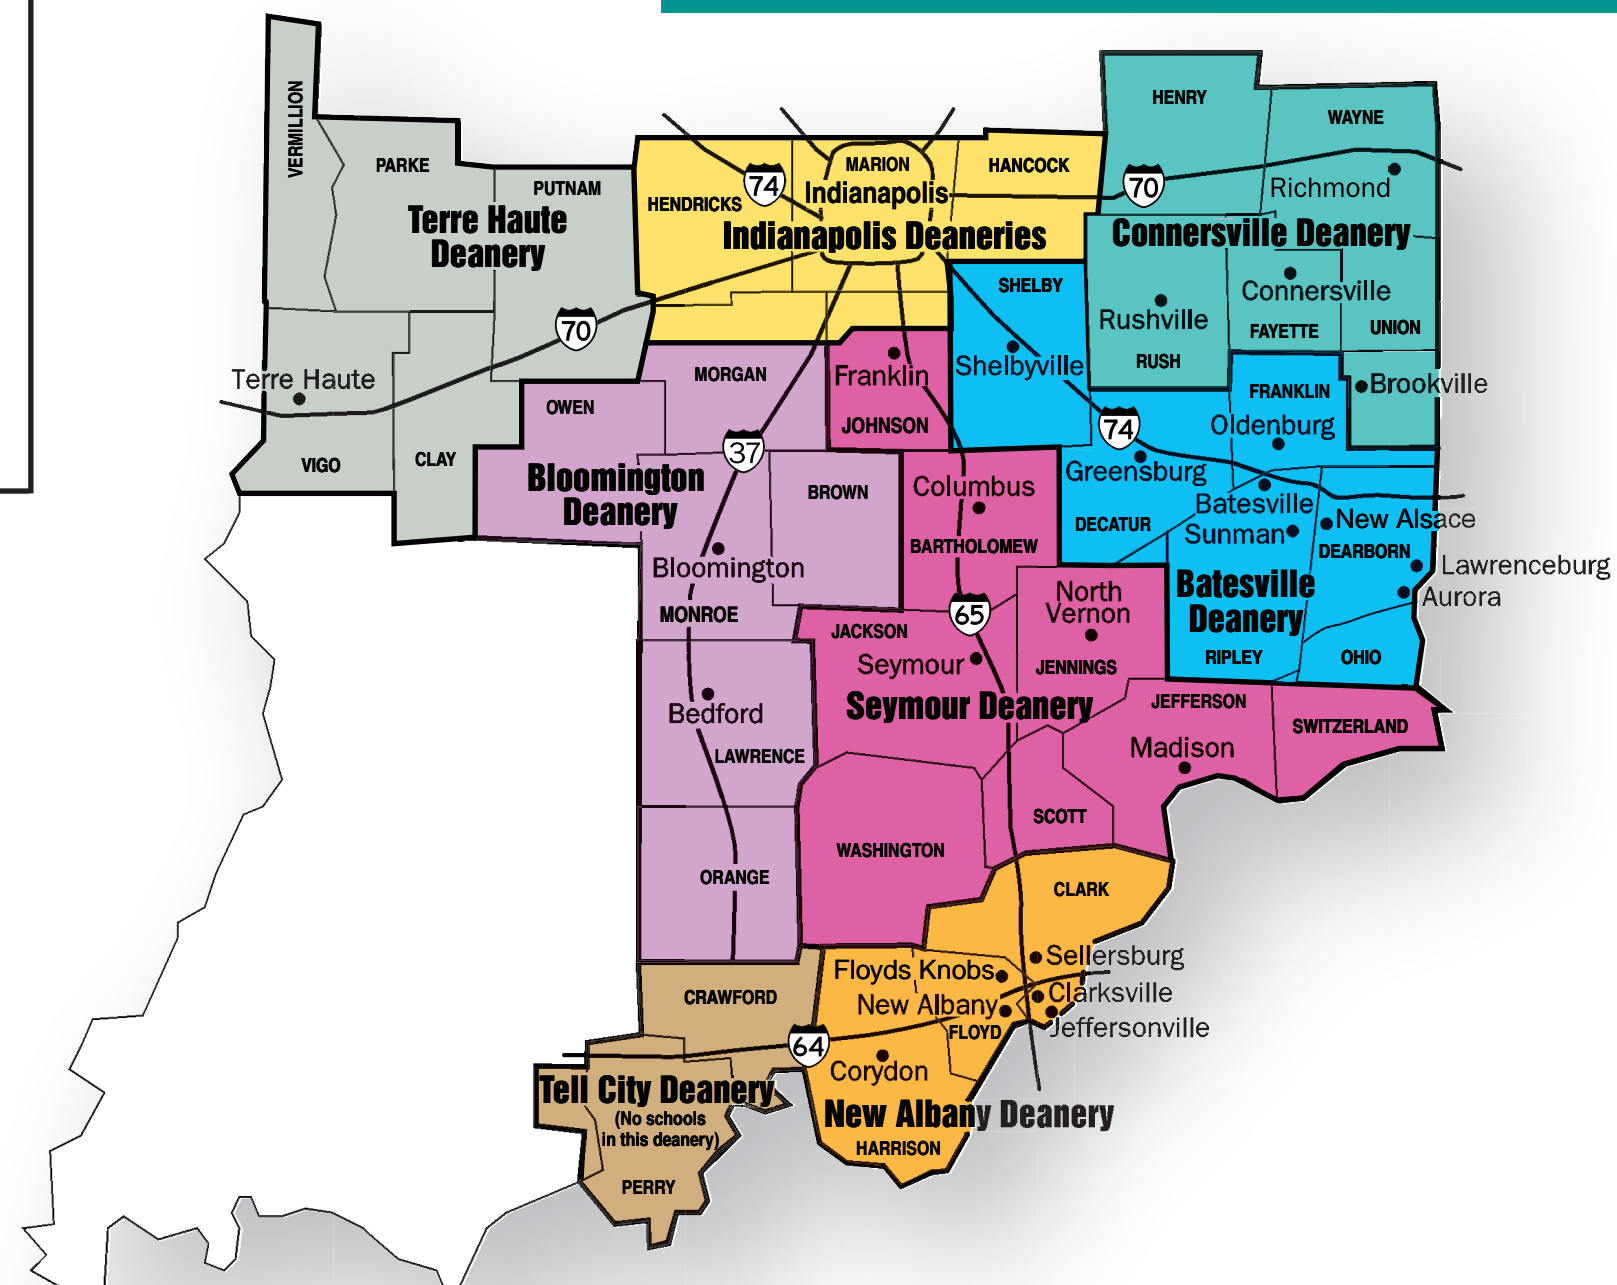 VERMILLION
PARKE
PUTNAM
Terre Haute
Deanery
70
Terre Haute
VIGO
CLAY
HENDRICKS
74
MARION
Indianapolis
HANCOCK
Indianapolis Deaneries
HENRY
WAYNE
70
Richmond
Connersville Deanery
Connersville
Rushville
FAYETTE
UNION
RUSH
Brookville
SHELBY
Shelbyville
FRANKLIN
Oldenburg
74
Greensburg
Batesville
Sunman
New Alsace
DECATUR
DEARBORN
Lawrenceburg
Aurora
Batesville
Deanery
RIPLEY
OHIO
MORGAN
OWEN
37
Bloomington
Deanery
BROWN
Bloomington
MONROE
Bedford
LAWRENCE
ORANGE
Franklin
JOHNSON
Columbus
BARTHOLOMEW
65
North
Vernon
JENNINGS
JACKSON
Seymour
Seymour Deanery
JEFFERSON
SWITZERLAND
Madison
SCOTT
WASHINGTON
CLARK
Sellersburg
Floyds Knobs
Clarksville
New Albany
Jeffersonville
FLOYD
64
Corydon
New Albany Deanery
HARRISON
CRAWFORD
Tell City Deanery
(No schools
in this deanery)
PERRY